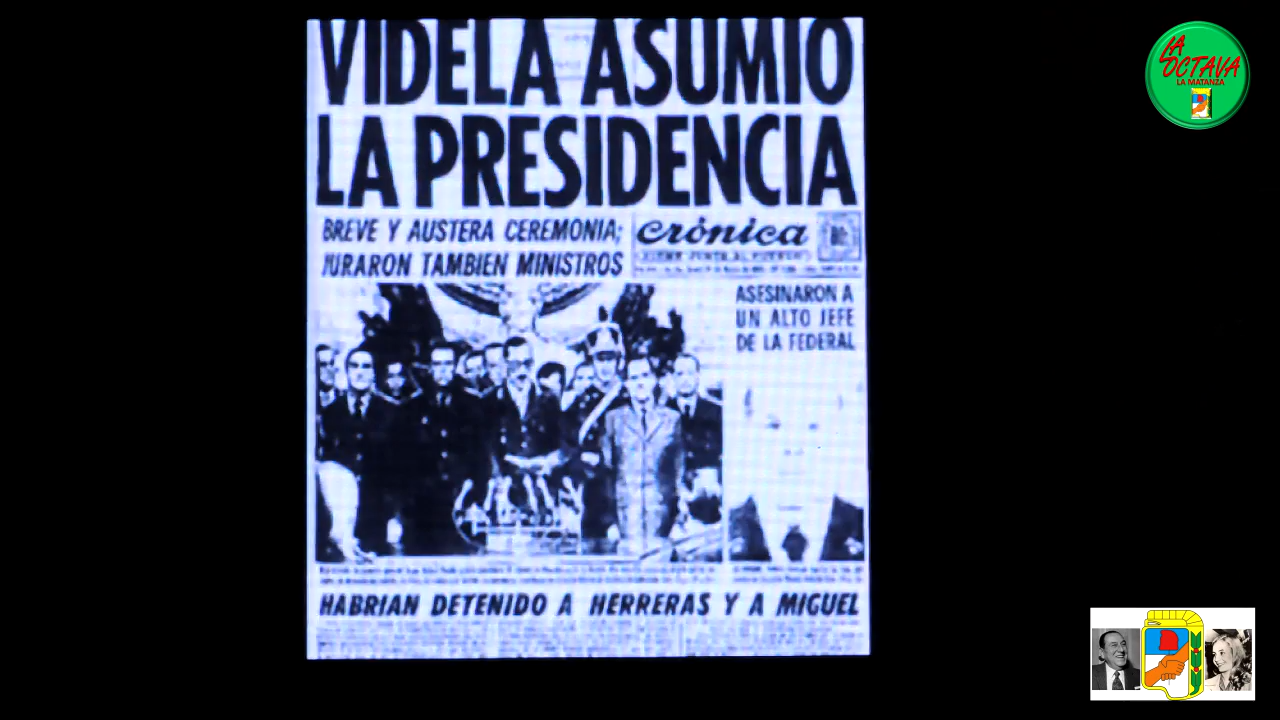 VIDELA ASUMIO
LA PRESIDENCIA
BREVE Y AUSTERA CEREMONIA;
JURARON TAMBIEN MINISTROS
crónica
ASESINARON A
UN ALTO JEFE
DE LA FEDERAL
HABRIAN DETENIDO A HERRERAS Y A MIGUEL
LA
OCTAVA
LA MATANZA